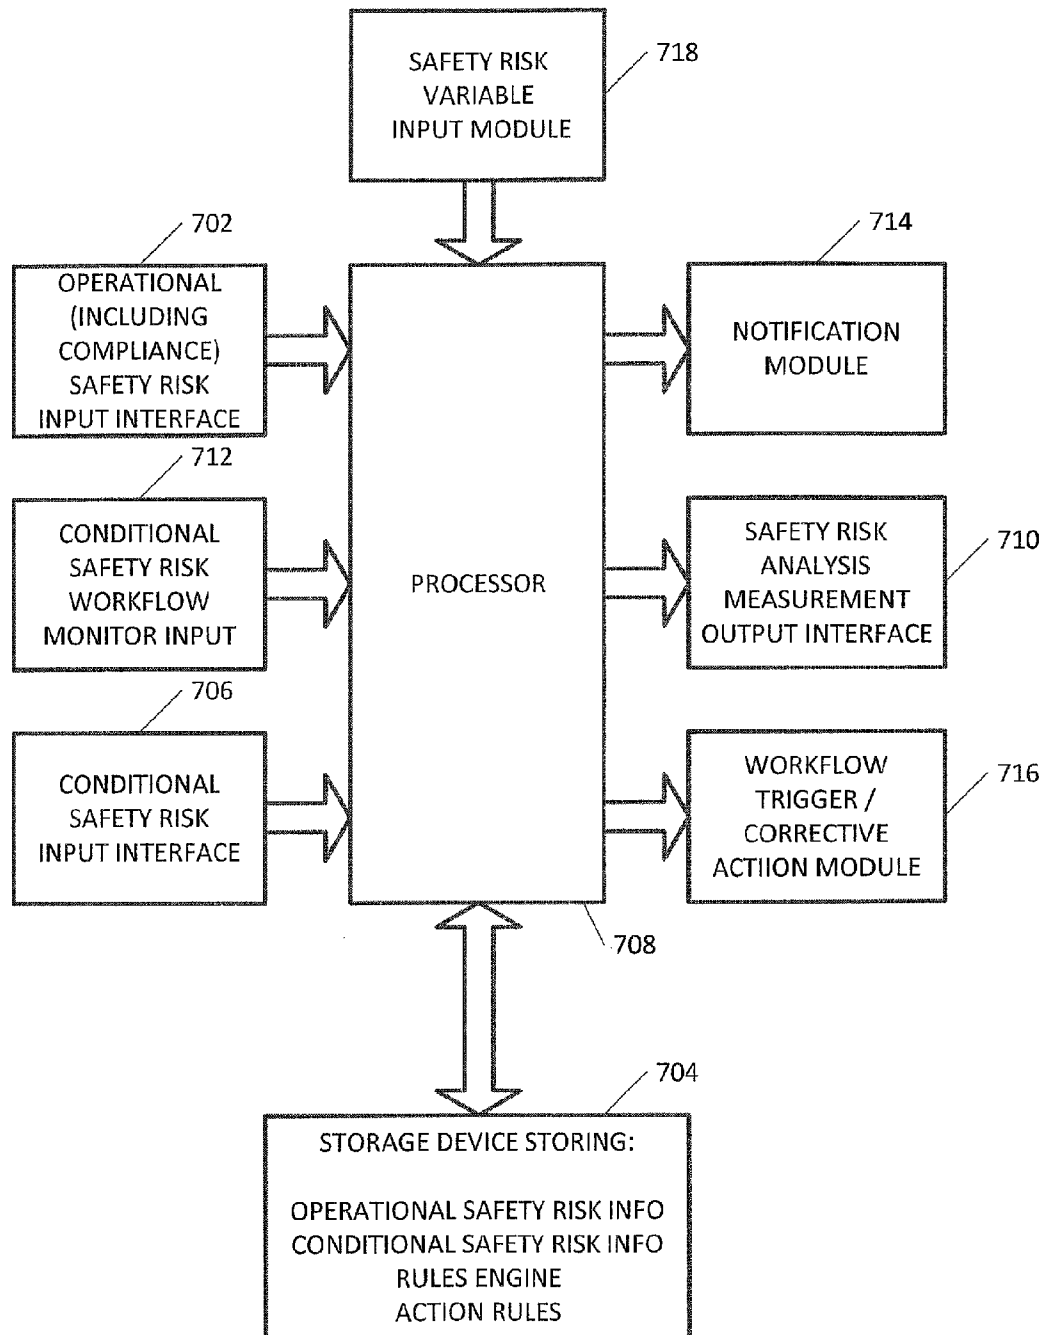 SAFETY RISK
VARIABLE
INPUT MODULE
718
702
OPERATIONAL
(INCLUDING
COMPLIANCE)
SAFETY RISK
INPUT INTERFACE
714
NOTIFICATION
MODULE
712
CONDITIONAL
SAFETY RISK
WORKFLOW
MONITOR INPUT
PROCESSOR
SAFETY RISK
ANALYSIS
MEASUREMENT
OUTPUT INTERFACE
710
706
CONDITIONAL
SAFETY RISK
INPUT INTERFACE
WORKFLOW
TRIGGER /
CORRECTIVE
ACTIION MODULE
716
708
704
STORAGE DEVICE STORING:
OPERATIONAL SAFETY RISK INFO
CONDITIONAL SAFETY RISK INFO
RULES ENGINE
ACTION RULES